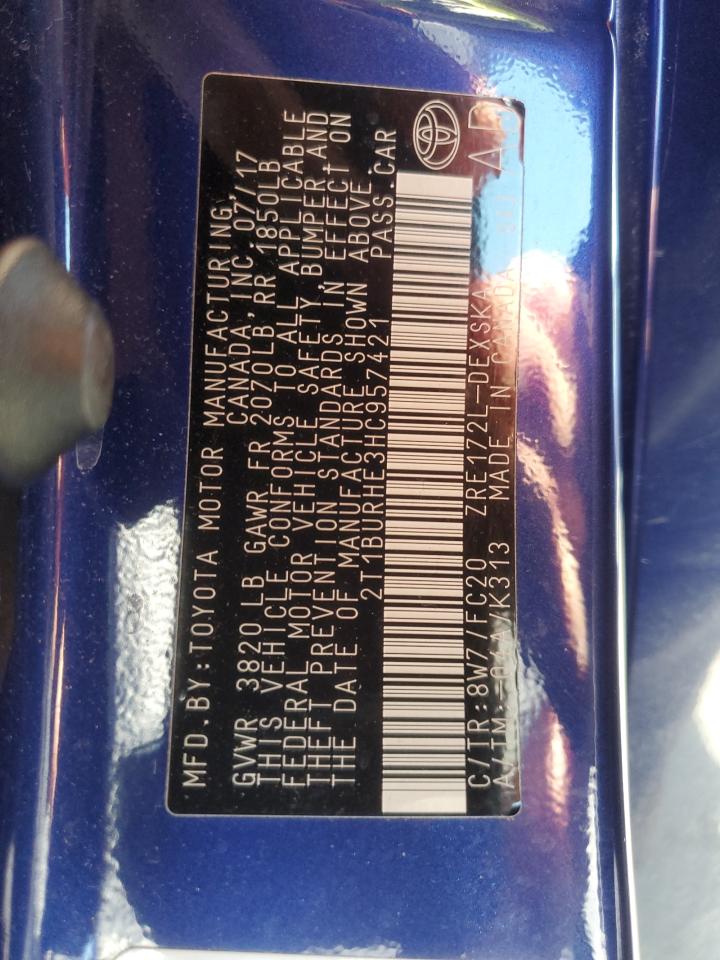 MFD.BY:TOYOTA MOTOR MANUFACTURING,
CANADA, INC. 07/17
GVWR 3820 LB GAWR FR 2070LB, RR 1850LB
THIS VEHICLE CONFORMS TO ALL APPLICABLE
FEDERAL MOTOR VEHICLE SAFETY, BUMPER AND
THEFT PREVENTION STANDARDS IN EFFECT ON
THE DATE OF MANUFACTURE SHOWN ABOVE.
2T1BURHE3HC957421 PASS.CAR
C/TR:8W7/FC20 ZRE172L-DEXSKA
K313 MADE IN CANADA